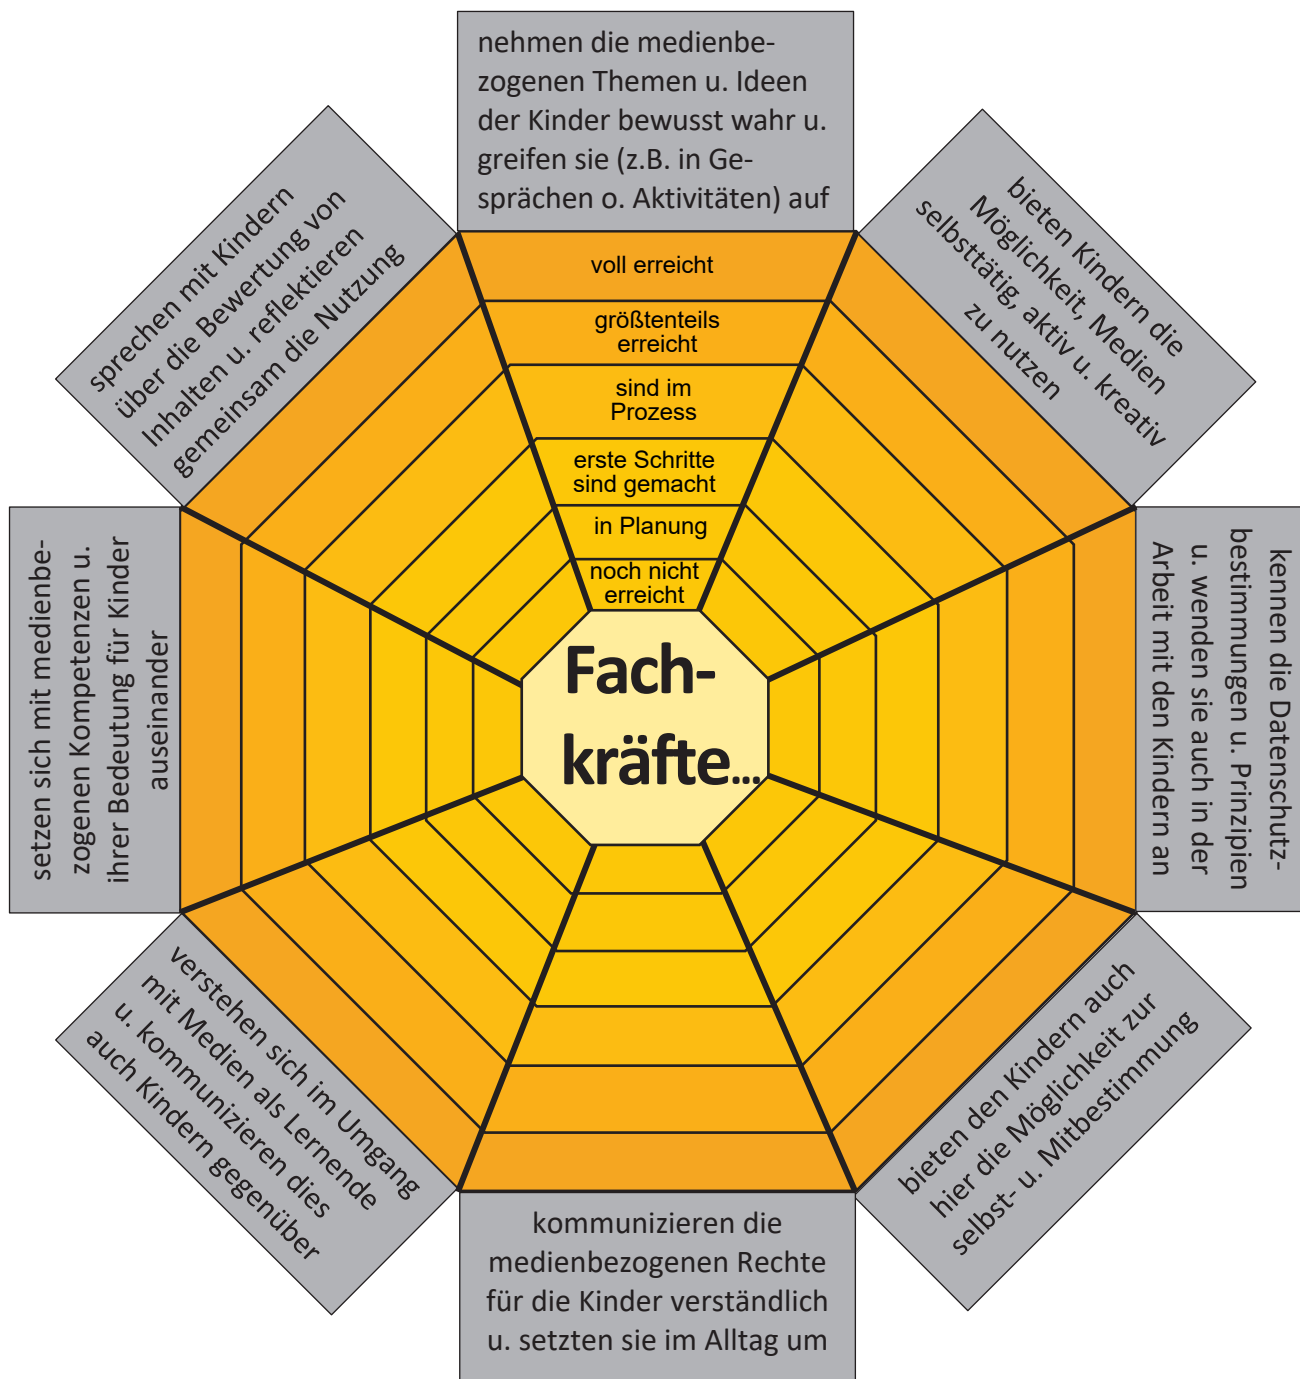 nehmen die medienbe-
zogenen Themen u. Ideen
der Kinder bewusst wahr u.
greifen sie (z.B. in Ge-
sprächen o. Aktivitäten) auf
bieten Kindern die
Möglichkeit, Medien
selbsttätig, aktiv u. kreativ
zu nutzen
kennen die Datenschutz-
bestimmungen u. Prinzipien
u. wenden sie auch in der
Arbeit mit den Kindern an
bieten den Kindern auch
hier die Möglichkeit zur
selbst- u. Mitbestimmung
kommunizieren die
medienbezogenen Rechte
für die Kinder verständlich
u. setzten sie im Alltag um
verstehen sich im Umgang
mit Medien als Lernende
u. kommunizieren dies
auch Kindern gegenüber
setzen sich mit medienbe-
zogenen Kompetenzen u.
ihrer Bedeutung für Kinder
auseinander
sprechen mit Kindern
über die Bewertung von
Inhalten u. reflektieren
gemeinsam die Nutzung
voll erreicht
größtenteils
erreicht
sind im
Prozess
erste Schritte
sind gemacht
in Planung
noch nicht
erreicht
Fach-
kräfte...